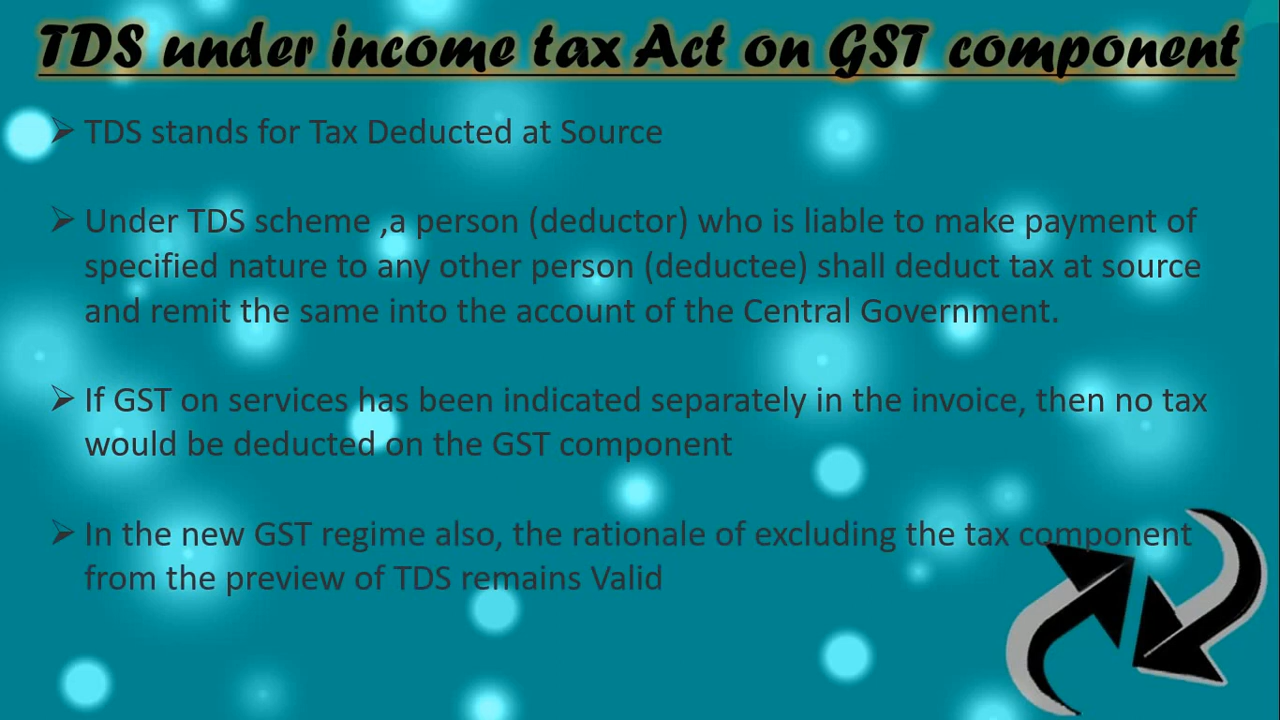 TDS under income tax Act on GST component
➢ TDS stands for Tax Deducted at Source
➢ Under TDS scheme ,a person (deductor) who is liable to make payment of
specified nature to any other person (deductee) shall deduct tax at source
and remit the same into the account of the Central Government.
➢ If GST on services has been indicated separately in the invoice, then no tax
would be deducted on the GST component
➢ In the new GST regime also, the rationale of excluding the tax component
from the preview of TDS remains Valid